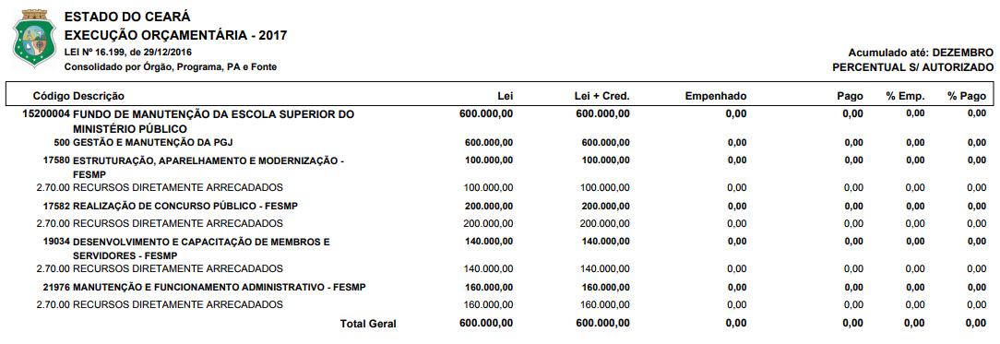 ESTADO DO CEARÁ
EXECUÇÃO ORÇAMENTÁRIA - 2017
LEI Nº 16.199, de 29/12/2016
Consolidado por Órgão, Programa, PA e Fonte
Acumulado até: DEZEMBRO
PERCENTUAL S/ AUTORIZADO
Código Descrição Lei Lei + Cred. Empenhado Pago % Emp. % Pago
15200004 FUNDO DE MANUTENÇÃO DA ESCOLA SUPERIOR DO 600.000,00 600.000,00 0,00 0,00 0,00 0,00
MINISTÉRIO PÚBLICO
500 GESTÃO E MANUTENÇÃO DA PGJ 600.000,00 600.000,00 0,00 0,00 0,00 0,00
17580 ESTRUTURAÇÃO, APARELHAMENTO E MODERNIZAÇÃO - 100.000,00 100.000,00 0,00 0,00 0,00 0,00
FESMP
2.70.00 RECURSOS DIRETAMENTE ARRECADADOS 100.000,00 100.000,00 0,00 0,00 0,00 0,00
17582 REALIZAÇÃO DE CONCURSO PÚBLICO - FESMP 200.000,00 200.000,00 0,00 0,00 0,00 0,00
2.70.00 RECURSOS DIRETAMENTE ARRECADADOS 200.000,00 200.000,00 0,00 0,00 0,00 0,00
19034 DESENVOLVIMENTO E CAPACITAÇÃO DE MEMBROS E 140.000,00 140.000,00 0,00 0,00 0,00 0,00
SERVIDORES - FESMP
2.70.00 RECURSOS DIRETAMENTE ARRECADADOS 140.000,00 140.000,00 0,00 0,00 0,00 0,00
21976 MANUTENÇÃO E FUNCIONAMENTO ADMINISTRATIVO - FESMP 160.000,00 160.000,00 0,00 0,00 0,00 0,00
2.70.00 RECURSOS DIRETAMENTE ARRECADADOS 160.000,00 160.000,00 0,00 0,00 0,00 0,00
Total Geral 600.000,00 600.000,00 0,00 0,00 0,00 0,00